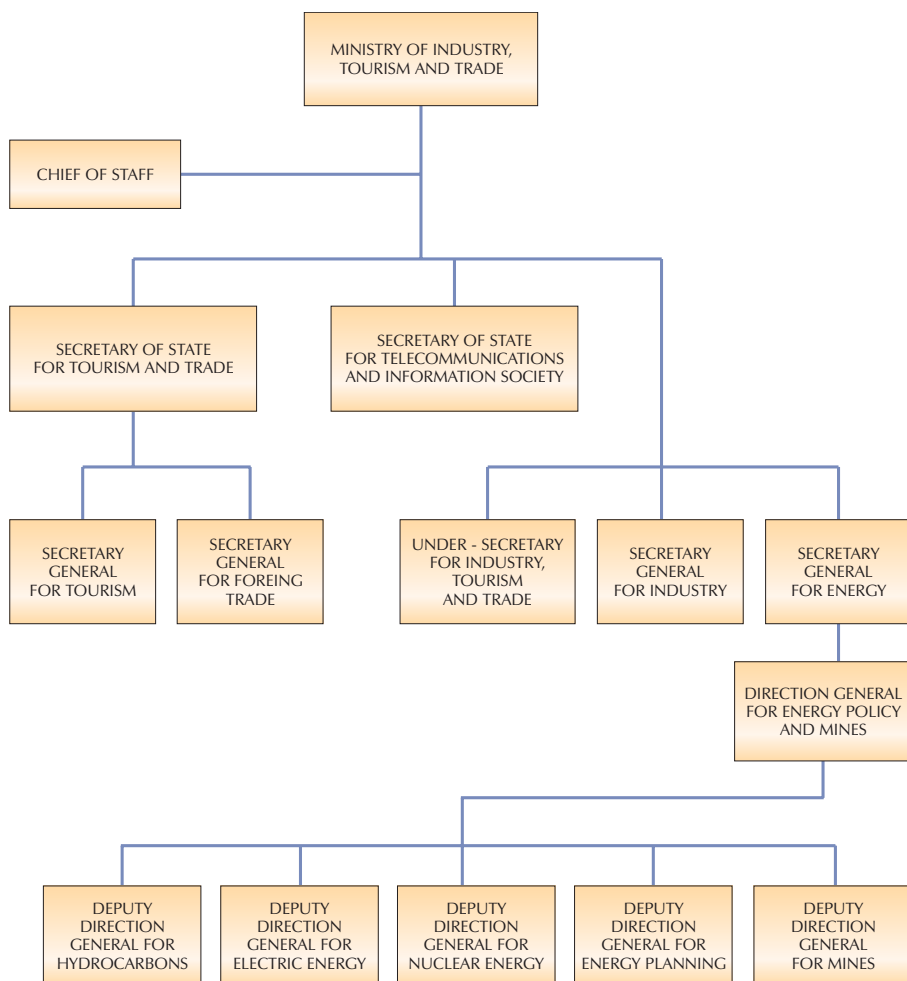 MINISTRY OF INDUSTRY,
TOURISM AND TRADE
CHIEF OF STAFF
SECRETARY OF STATE
FOR TOURISM AND TRADE
SECRETARY OF STATE
FOR TELECOMMUNICATIONS
AND INFORMATION SOCIETY
SECRETARY
GENERAL
FOR TOURISM
SECRETARY
GENERAL
FOR FOREING
TRADE
UNDER - SECRETARY
FOR INDUSTRY,
TOURISM
AND TRADE
SECRETARY
GENERAL
FOR INDUSTRY
SECRETARY
GENERAL
FOR ENERGY
DIRECTION GENERAL
FOR ENERGY POLICY
AND MINES
DEPUTY
DIRECTION
GENERAL FOR
HYDROCARBONS
DEPUTY
DIRECTION
GENERAL FOR
ELECTRIC ENERGY
DEPUTY
DIRECTION
GENERAL FOR
NUCLEAR ENERGY
DEPUTY
DIRECTION
GENERAL FOR
ENERGY PLANNING
DEPUTY
DIRECTION
GENERAL
FOR MINES